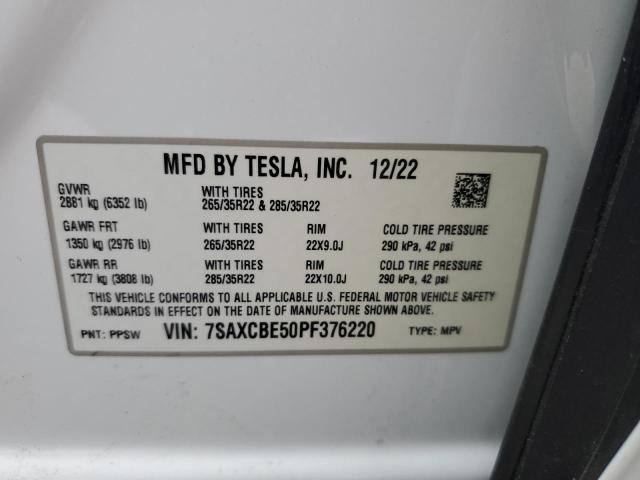 MFD BY TESLA, INC. 12/22
GVWR WITH TIRES
2881 kg (6352 lb) 265/35R22 & 285/35R22
GAWR FRT WITH TIRES RIM COLD TIRE PRESSURE
1350 kg (2976 lb) 265/35R22 22X9.0J 290 kPa, 42 psi
GAWR RR WITH TIRES RIM COLD TIRE PRESSURE
1727 kg (3808 lb) 285/35R22 22X10.0J 290 kPa, 42 psi
THIS VEHICLE CONFORMS TO ALL APPLICABLE U.S. FEDERAL MOTOR VEHICLE SAFETY
STANDARDS IN EFFECT ON THE DATE OF MANUFACTURE SHOWN ABOVE.
PNT: PPSW VIN: 7SAXCBE50PF376220 TYPE: MPV